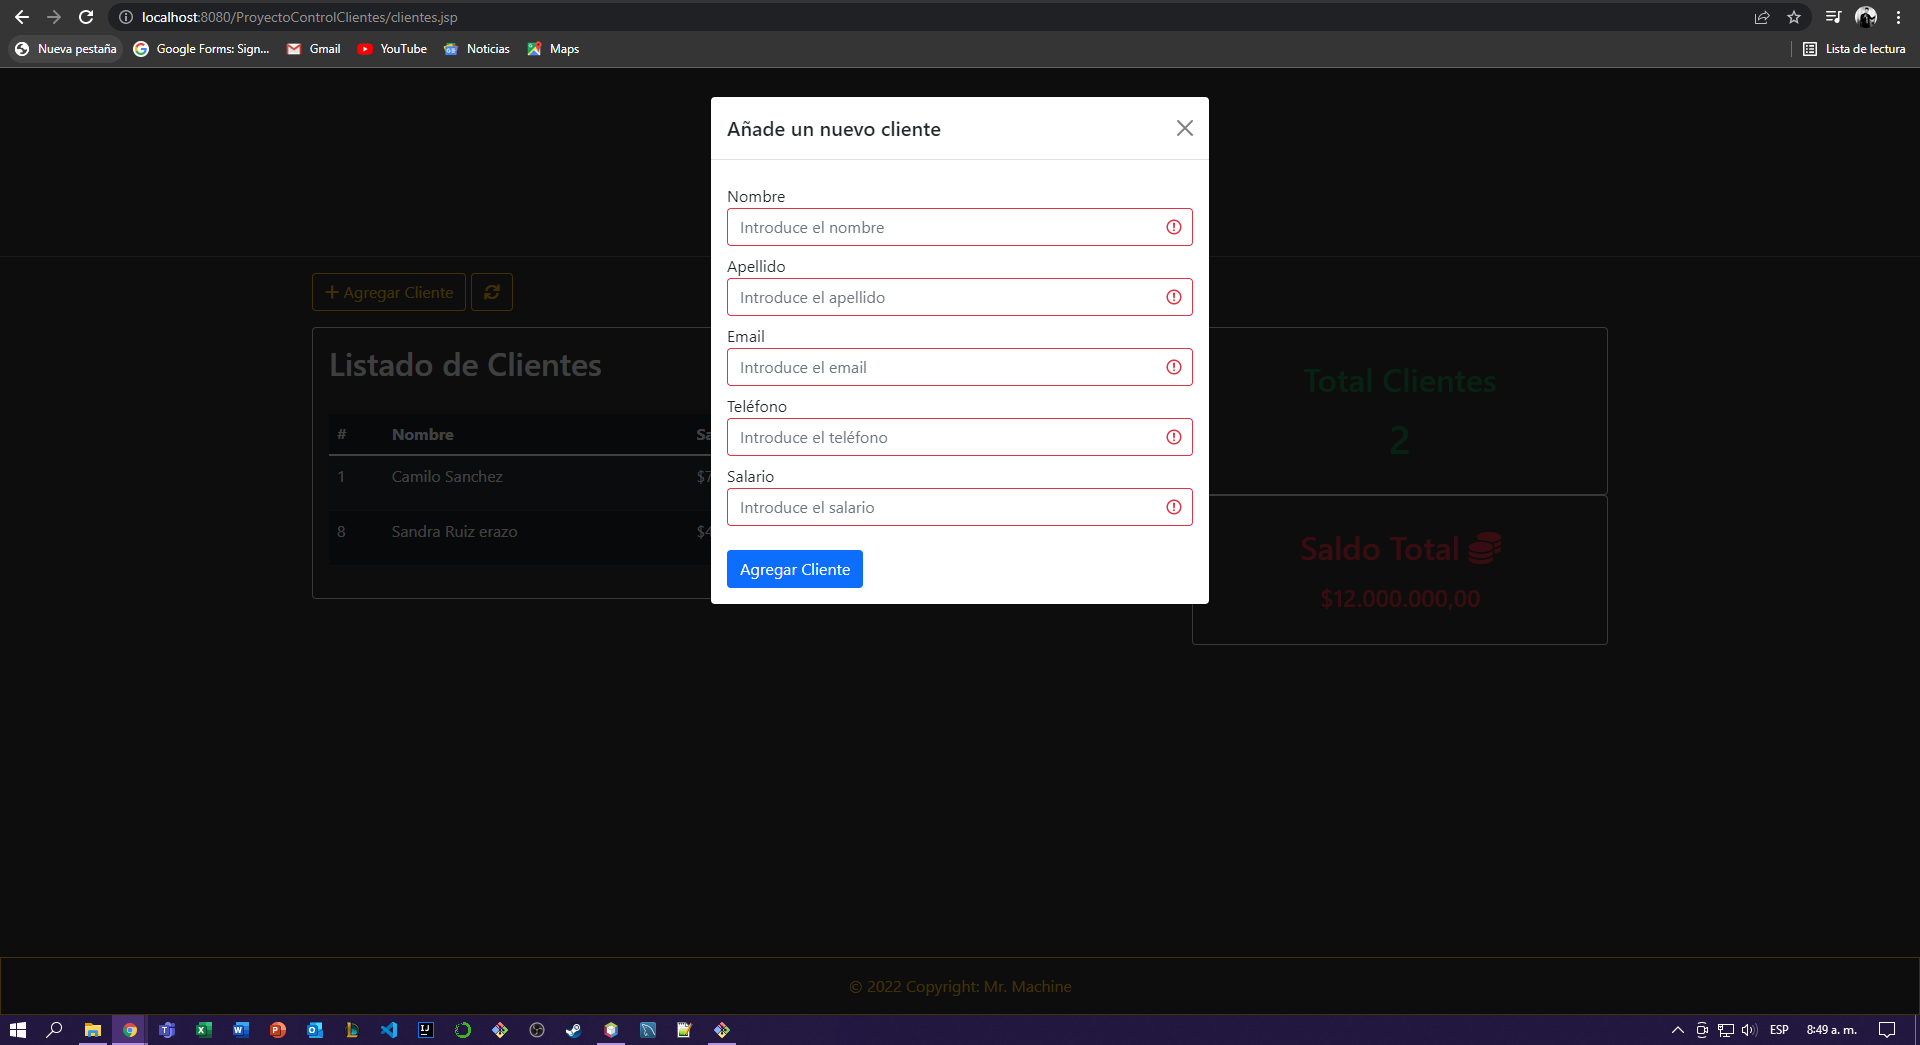 localhost:8080/ProyectoControlClientes/clientes.jsp
Nueva pestaña Google Forms: Sign... Gmail YouTube Noticias Maps Lista de lectura
Añade un nuevo cliente
Nombre
Introduce el nombre
Apellido
Introduce el apellido
Email
Introduce el email
Teléfono
Introduce el teléfono
Salario
Introduce el salario
Agregar Cliente
Agregar Cliente
Listado de Clientes
# Nombre Sa
1 Camilo Sanchez $7
8 Sandra Ruiz erazo $4
Total Clientes
2
Saldo Total
$12.000.000,00
© 2022 Copyright: Mr. Machine
ESP 8:49 a. m.